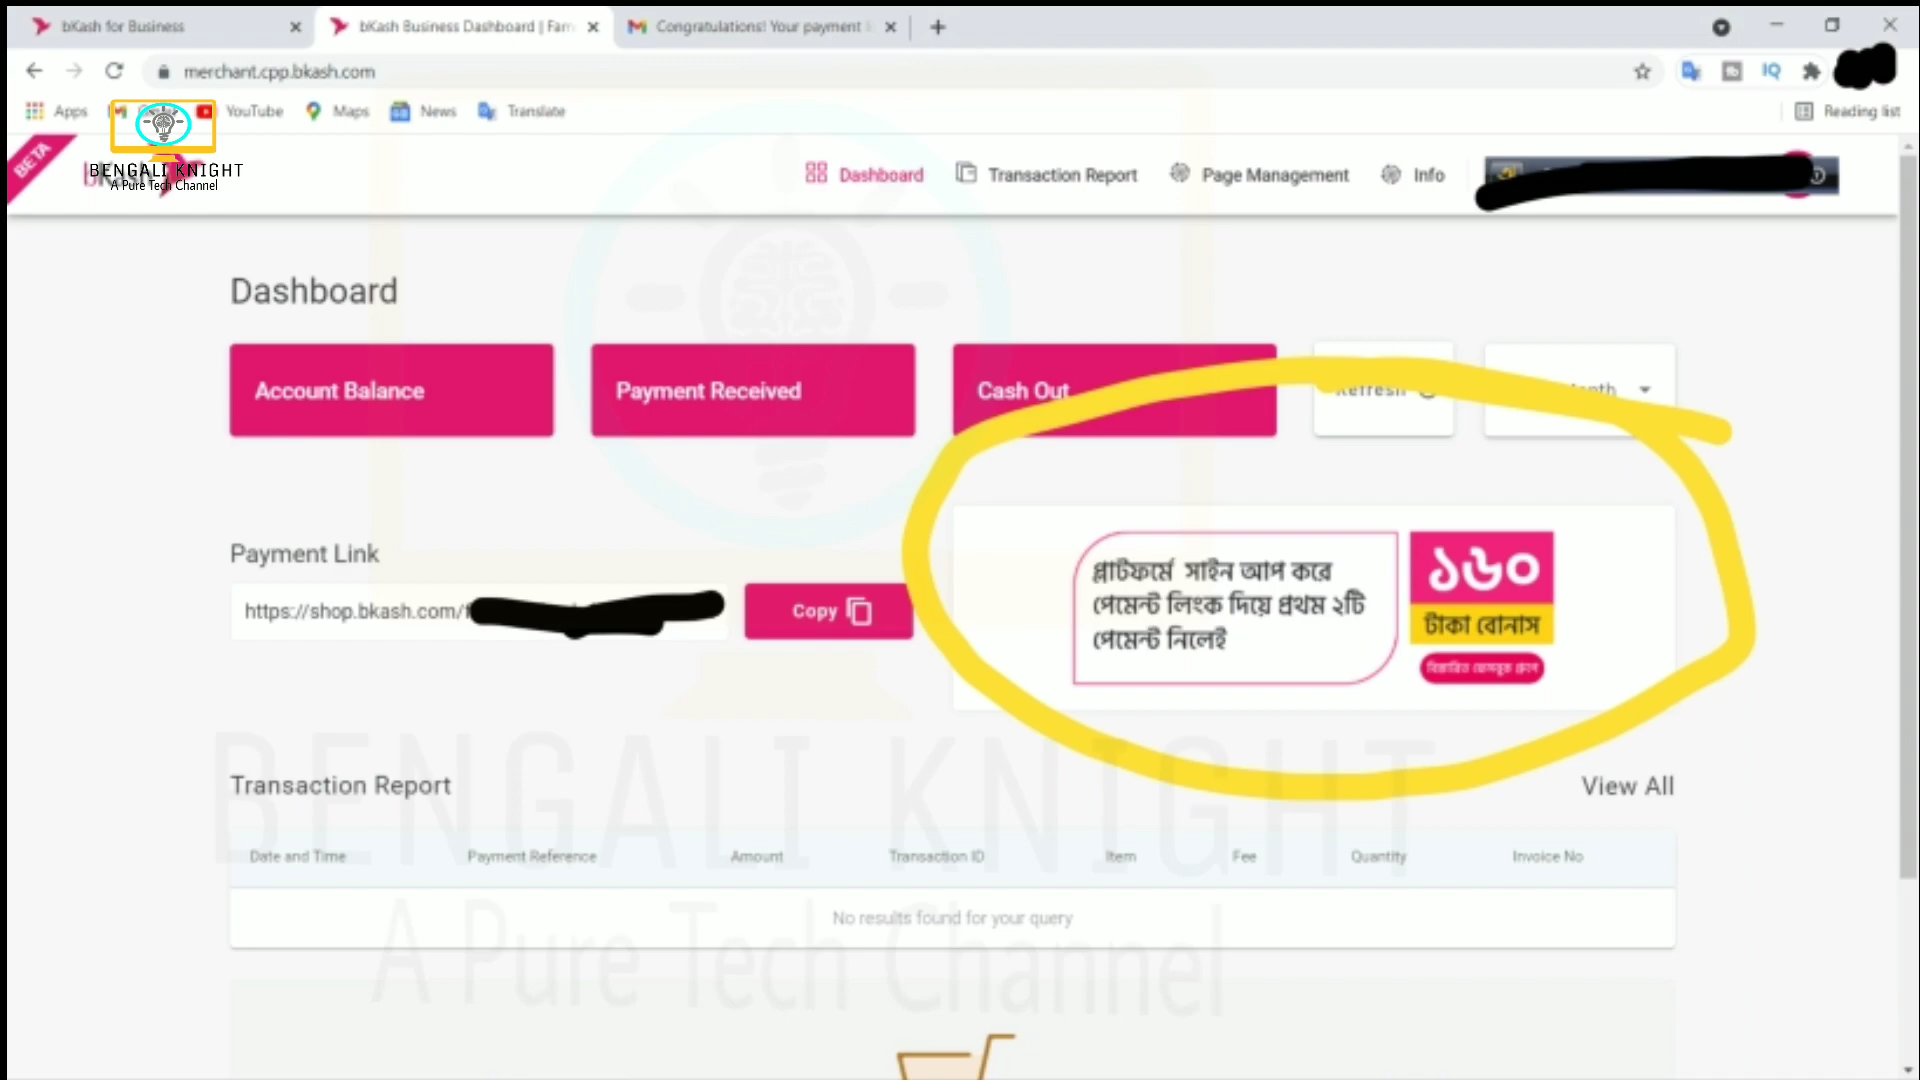 bKash for Business
bKash Business Dashboard | Fam
Congratulations! Your payment
merchant.cpp.bkash.com
Apps
YouTube
Maps
News
Translate
Reading list
BETA
BENGALI KNIGHT
A Pure Tech Channel
Dashboard
Transaction Report
Page Management
Info
Dashboard
Account Balance
Payment Received
Cash Out
Refresh
Payment Link
https://shop.bkash.com/f
Copy
প্লাটফর্মে সাইন আপ করে
পেমেন্ট লিংক দিয়ে প্রথম ২টি
পেমেন্ট নিলেই
১৬০
টাকা বোনাস
বিস্তারিত ফেসবুক গ্রুপে
Transaction Report
View All
Date and Time
Payment Reference
Amount
Transaction ID
Item
Fee
Quantity
Invoice No
No results found for your query
BENGALI KNIGHT
A Pure Tech Channel